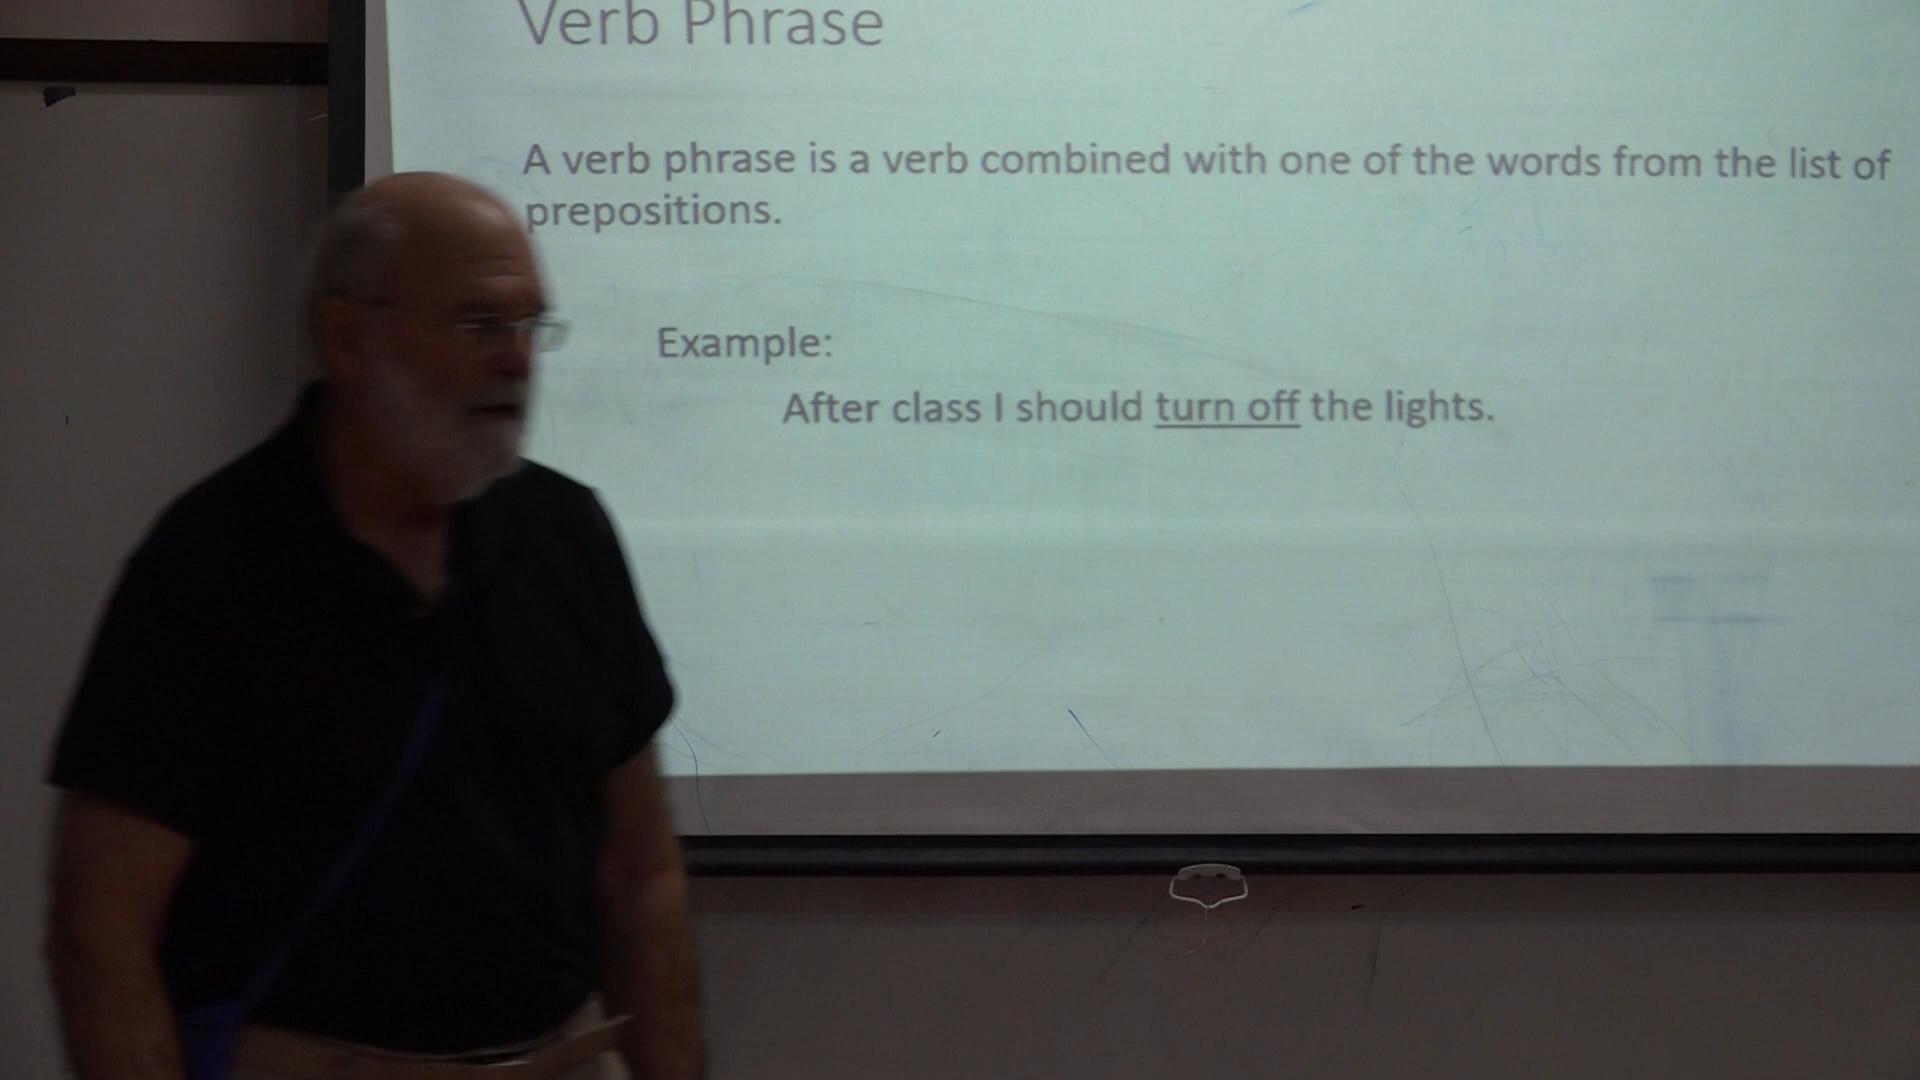 Verb Phrase
A verb phrase is a verb combined with one of the words from the list of
prepositions.
Example:
After class I should turn off the lights.